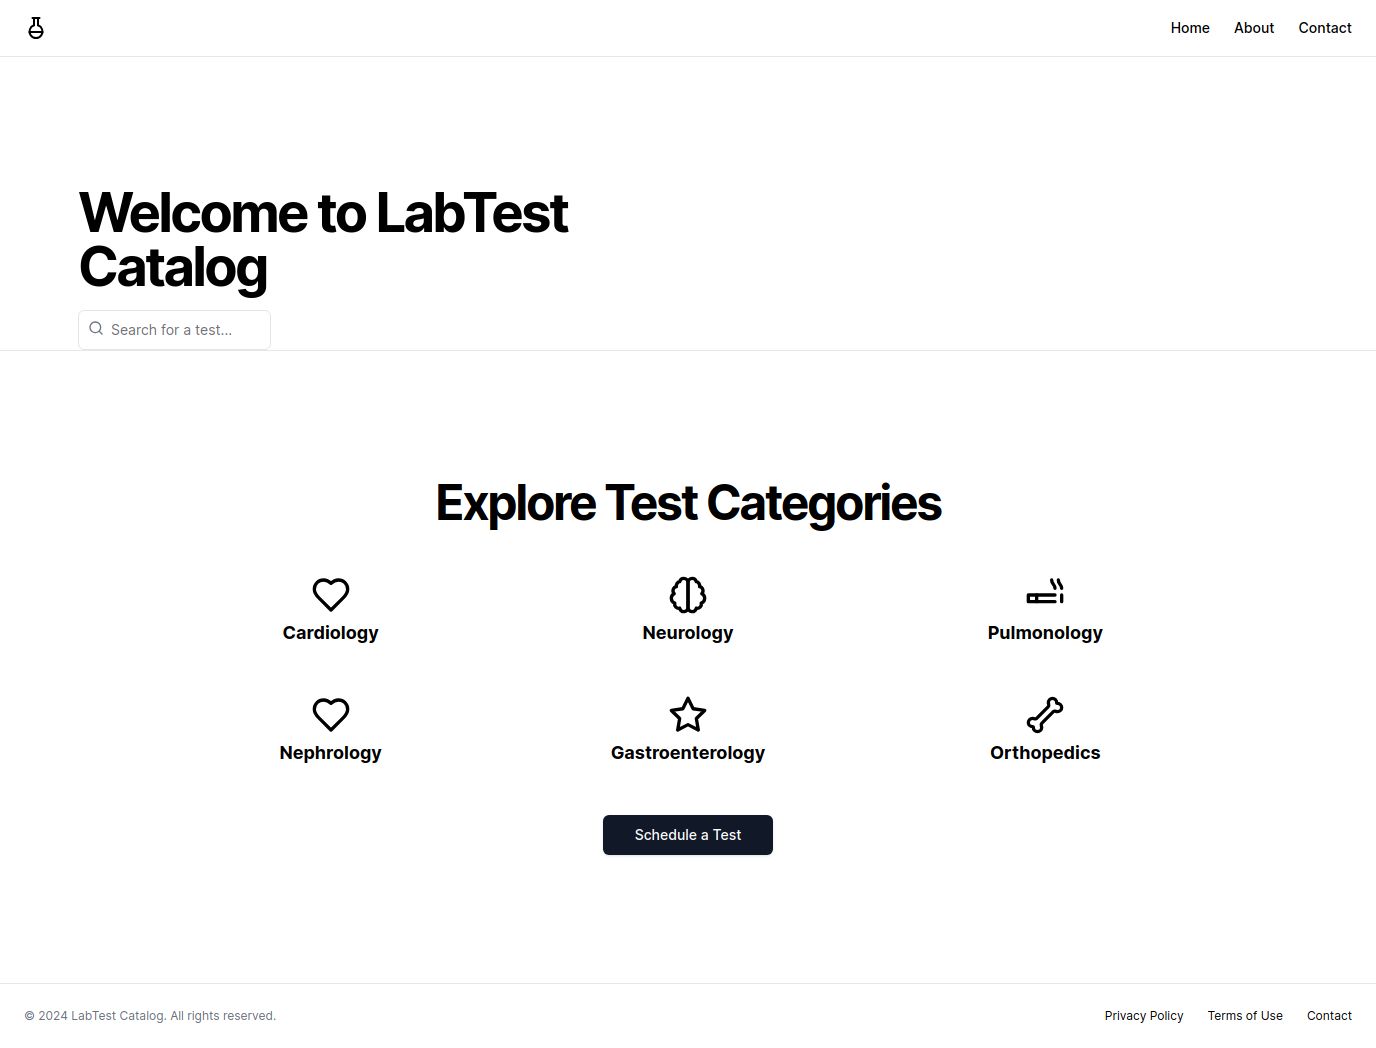 Home About Contact
Welcome to LabTest
Catalog
Search for a test...
Explore Test Categories
Cardiology Neurology Pulmonology
Nephrology Gastroenterology Orthopedics
Schedule a Test
© 2024 LabTest Catalog. All rights reserved. Privacy Policy Terms of Use Contact